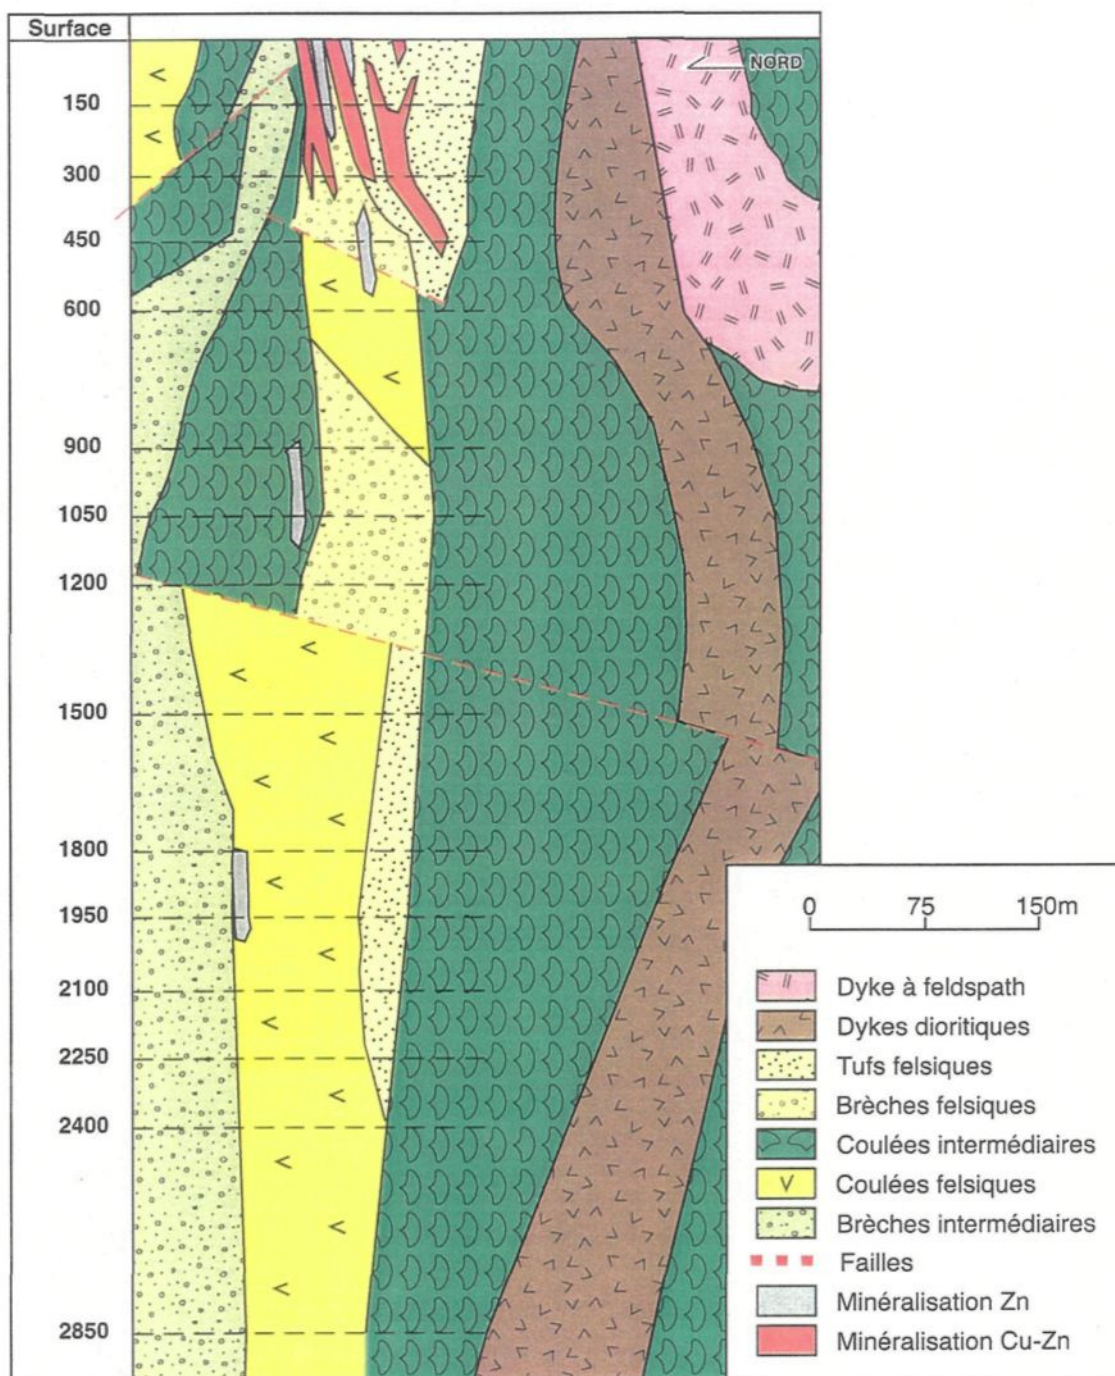 Surface
NORD
150
300
450
600
900
1050
1200
1500
1800
1950
2100
2250
2400
2850
0 75 150m
Dyke à feldspath
Dykes dioritiques
Tufs felsiques
Brèches felsiques
Coulées intermédiaires
Coulées felsiques
Brèches intermédiaires
Failles
Minéralisation Zn
Minéralisation Cu-Zn